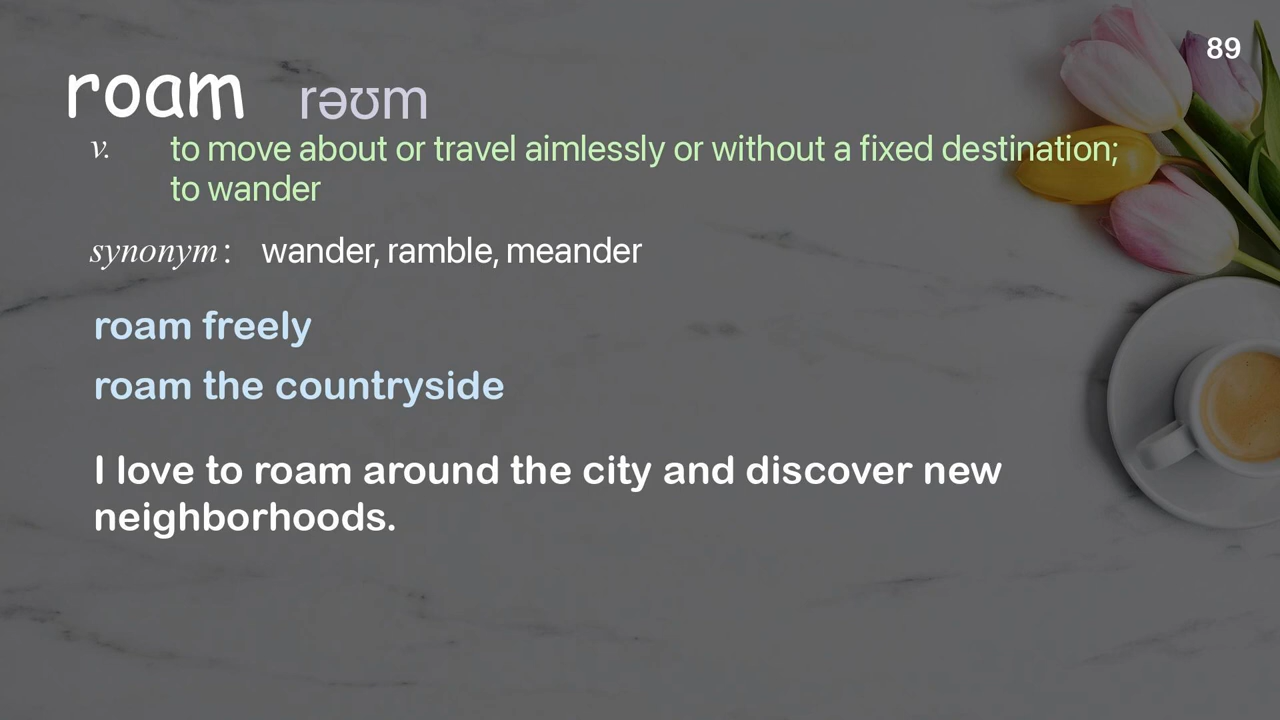 89
roam rəʊm
v. to move about or travel aimlessly or without a fixed destination;
to wander
synonym: wander, ramble, meander
roam freely
roam the countryside
I love to roam around the city and discover new
neighborhoods.